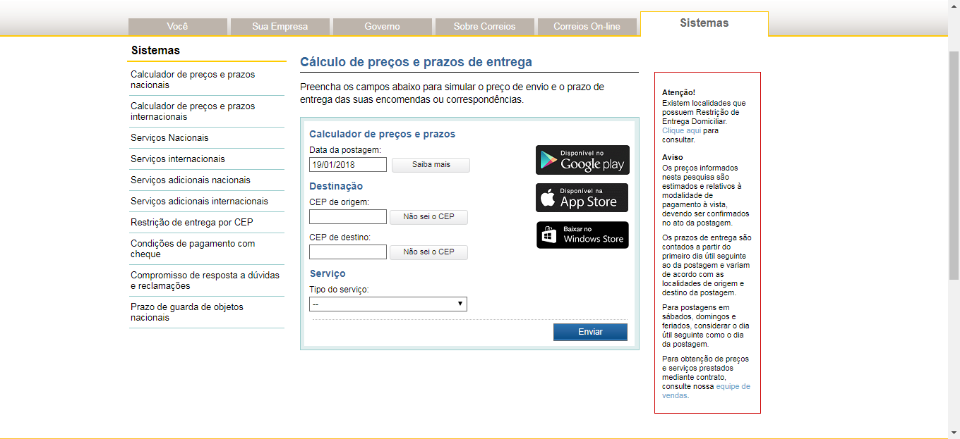 Você
Sua Empresa
Governo
Sobre Correios
Correios On-line
Sistemas
Sistemas
Calculador de preços e prazos
nacionais
Calculador de preços e prazos
internacionais
Serviços Nacionais
Serviços internacionais
Serviços adicionais nacionais
Serviços adicionais internacionais
Restrição de entrega por CEP
Condições de pagamento com
cheque
Compromisso de resposta a dúvidas
e reclamações
Prazo de guarda de objetos
nacionais
Cálculo de preços e prazos de entrega
Preencha os campos abaixo para simular o preço de envio e o prazo de
entrega das suas encomendas ou correspondências.
Calculador de preços e prazos
Data da postagem:
19/01/2018
Saiba mais
Destinação
CEP de origem:
Não sei o CEP
CEP de destino:
Não sei o CEP
Serviço
Tipo do serviço:
--
Enviar
Disponível no
Google play
Disponível na
App Store
Baixar no
Windows Store
Atenção!
Existem localidades que
possuem Restrição de
Entrega Domiciliar.
Clique aqui para
consultar.
Aviso
Os preços informados
nesta pesquisa são
estimados e relativos à
modalidade de
pagamento à vista,
devendo ser confirmados
no ato da postagem.
Os prazos de entrega são
contados a partir do
primeiro dia útil seguinte
ao da postagem e variam
de acordo com as
localidades de origem e
destino da postagem.
Para postagens em
sábados, domingos e
feriados, considerar o dia
útil seguinte como o dia
da postagem.
Para obtenção de preços
e serviços prestados
mediante contrato,
consulte nossa equipe de
vendas.